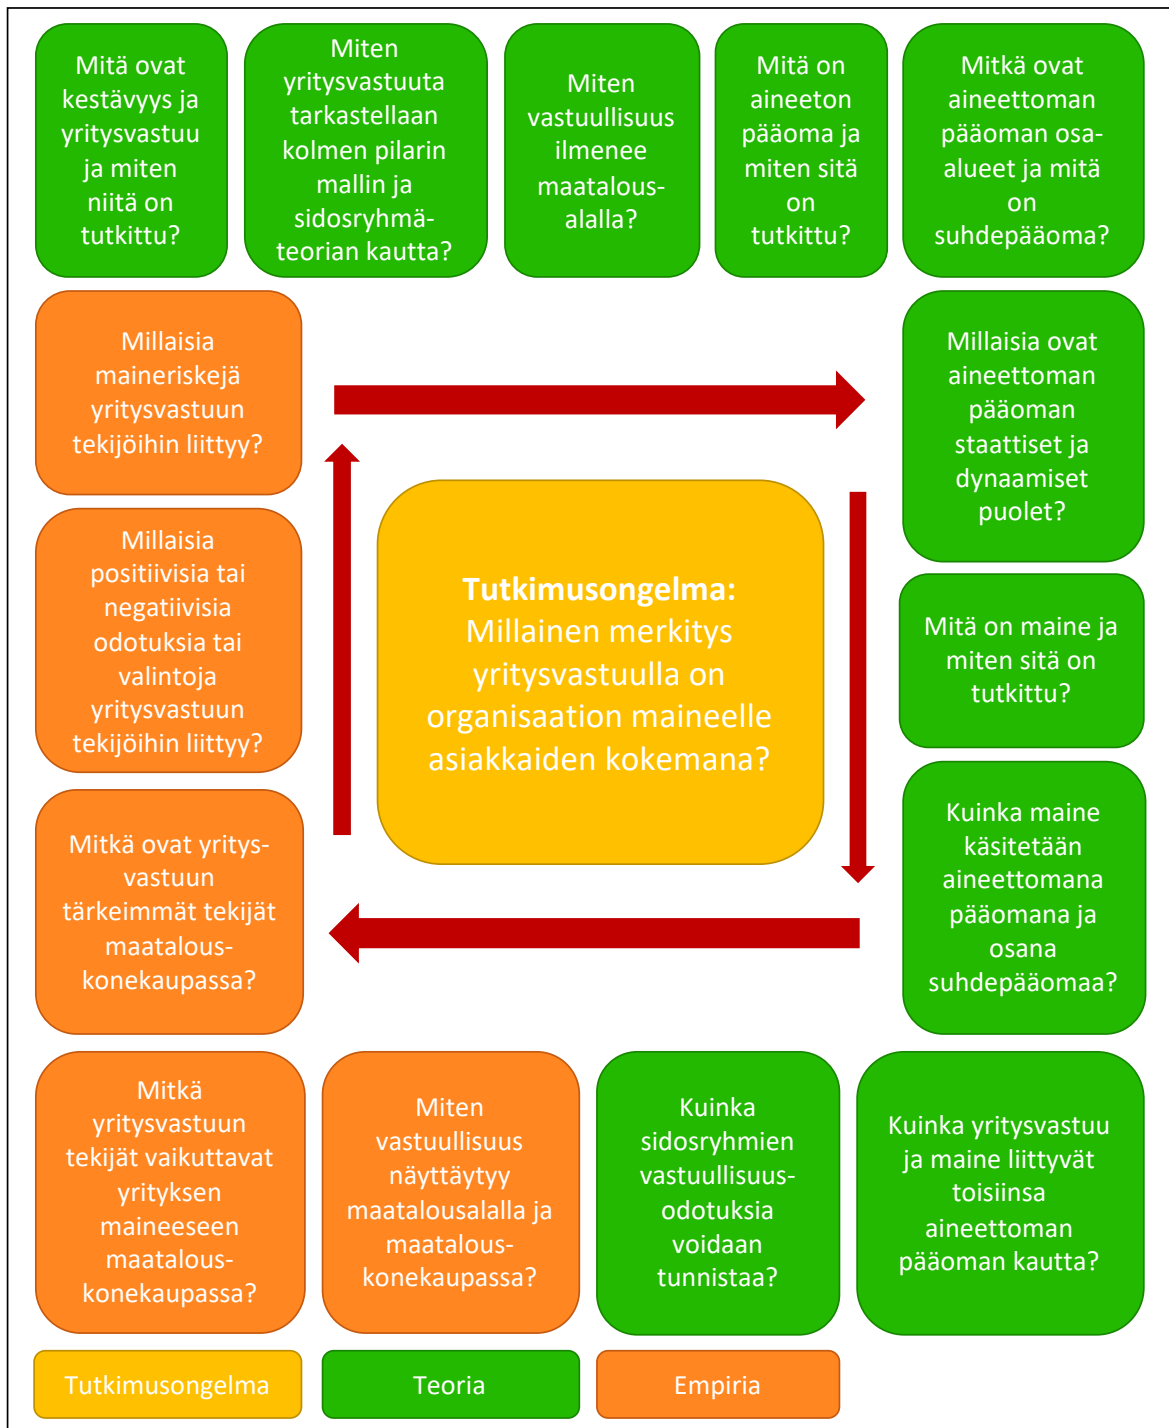 Mitä ovat
kestävyys ja
yritysvastuu
ja miten
niitä on
tutkittu?
Miten
yritysvastuuta
tarkastellaan
kolmen pilarin
mallin ja
sidosryhmä-
teorian kautta?
Miten
vastuullisuus
ilmenee
maatalous-
alalla?
Mitä on
aineeton
pääoma ja
miten sitä
on
tutkittu?
Mitkä ovat
aineettoman
pääoman osa-
alueet ja mitä
on
suhdepääoma?
Millaisia
maineriskejä
yritysvastuun
tekijöihin liittyy?
Millaisia ovat
aineettoman
pääoman
staattiset ja
dynaamiset
puolet?
Millaisia
positiivisia tai
negatiivisia
odotuksia tai
valintoja
yritysvastuun
tekijöihin liittyy?
Tutkimusongelma:
Millainen merkitys
yritysvastuulla on
organisaation maineelle
asiakkaiden kokemana?
Mitä on maine ja
miten sitä on
tutkittu?
Mitkä ovat yritys-
vastuun
tärkeimmät tekijät
maatalous-
konekaupassa?
Kuinka maine
käsitetään
aineettomana
pääomana ja
osana
suhdepääomaa?
Mitkä
yritysvastuun
tekijät vaikuttavat
yrityksen
maineeseen
maatalous-
konekaupassa?
Miten
vastuullisuus
näyttäytyy
maatalousalalla ja
maatalous-
konekaupassa?
Kuinka
sidosryhmien
vastuullisuus-
odotuksia
voidaan
tunnistaa?
Kuinka yritysvastuu
ja maine liittyvät
toisiinsa
aineettoman
pääoman kautta?
Tutkimusongelma
Teoria
Empiria